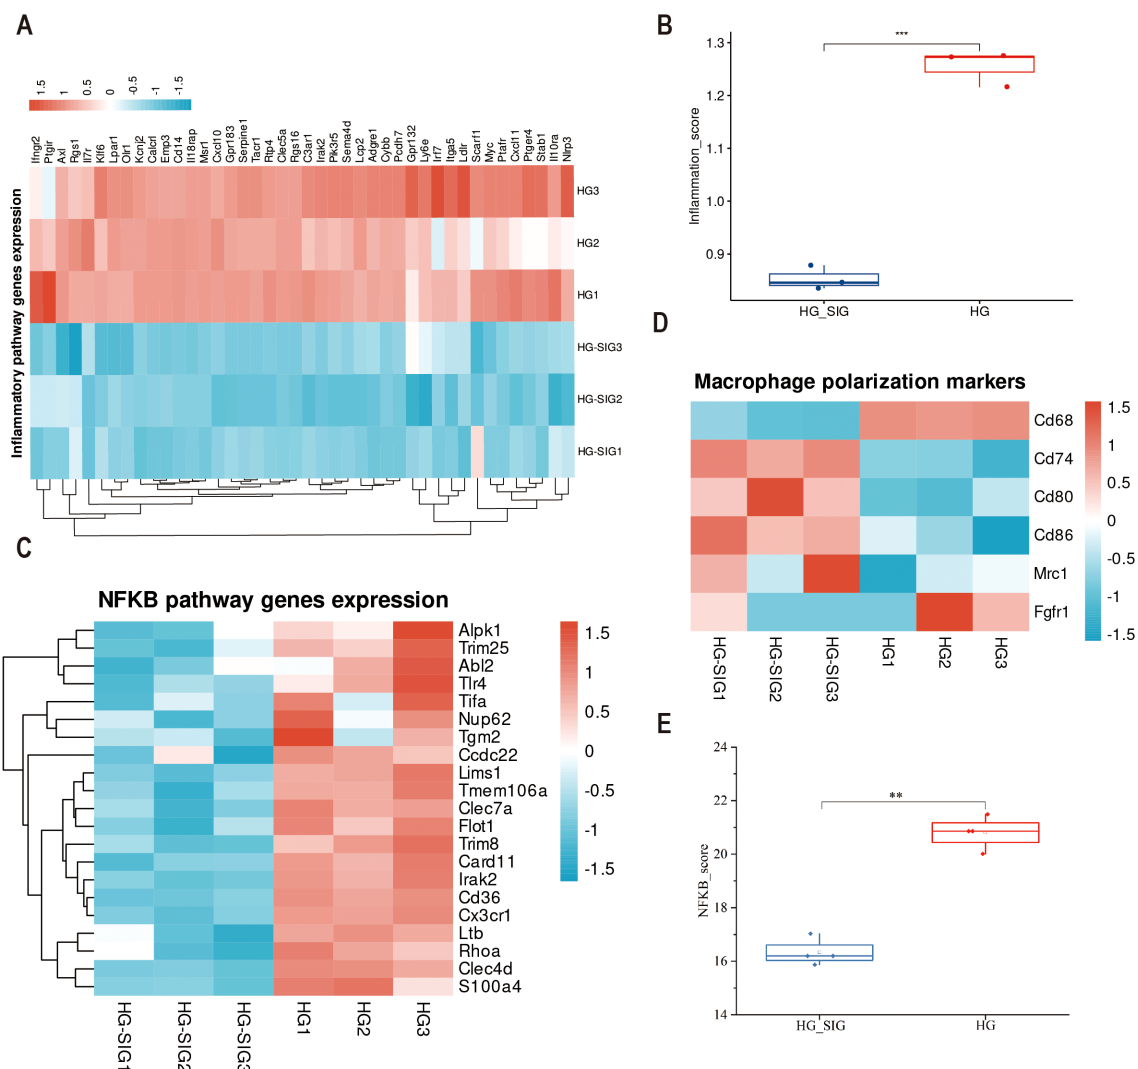 A
1.5
1
0.5
0
-0.5
-1
-1.5
Ifngr2
Ptgir
Axl
Rgs1
Il7r
Klf6
Lpar1
Olr1
Kcnj2
Calcrl
Emp3
Cd14
Il18rap
Msr1
Cxcl10
Gpr183
Serpine1
Tacr1
Rtp4
Clec5a
Rgs16
C3ar1
Irak2
Pik3r5
Sema4d
Lcp2
Adgre1
Cybb
Pcdh7
Gpr132
Ly6e
Irf7
Itga5
Ldlr
Scarf1
Myc
Ptafr
Cxcl11
Ptger4
Stab1
Il10ra
Nlrp3
Inflammatory pathway genes expression
HG3
HG2
HG1
HG-SIG3
HG-SIG2
HG-SIG1
B
Inflammation_score
1.3
1.2
1.1
1.0
0.9
***
HG_SIG
HG
C
NFKB pathway genes expression
Alpk1
Trim25
Abl2
Tlr4
Tifa
Nup62
Tgm2
Ccdc22
Lims1
Tmem106a
Clec7a
Flot1
Trim8
Card11
Irak2
Cd36
Cx3cr1
Ltb
Rhoa
Clec4d
S100a4
HG-SIG1
HG-SIG2
HG-SIG3
HG1
HG2
HG3
1.5
1
0.5
0
-0.5
-1
-1.5
D
Macrophage polarization markers
Cd68
Cd74
Cd80
Cd86
Mrc1
Fgfr1
HG-SIG1
HG-SIG2
HG-SIG3
HG1
HG2
HG3
1.5
1
0.5
0
-0.5
-1
-1.5
E
NFKB_score
24
22
20
18
16
14
**
HG_SIG
HG